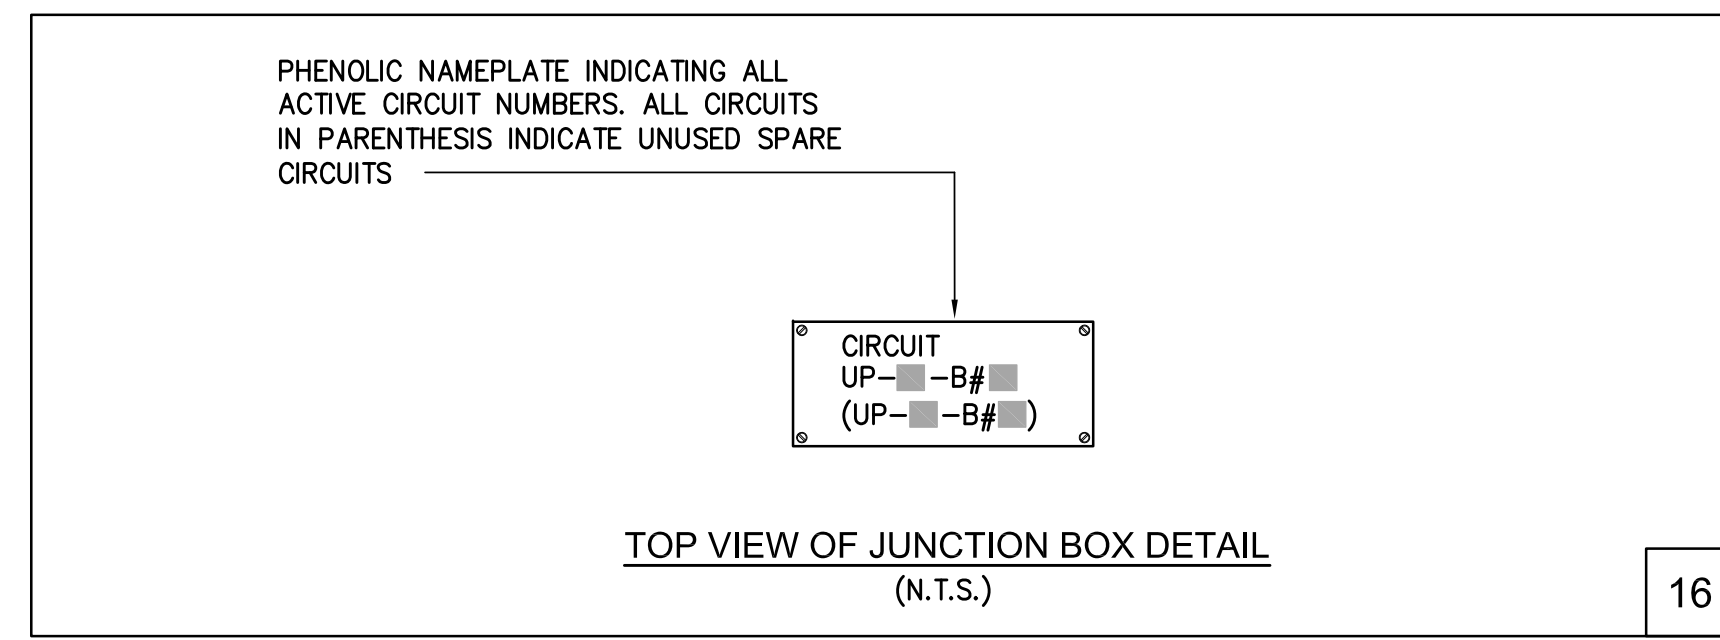 PHENOLIC NAMEPLATE INDICATING ALL
ACTIVE CIRCUIT NUMBERS. ALL CIRCUITS
IN PARENTHESIS INDICATE UNUSED SPARE
CIRCUITS
CIRCUIT
UP- -B#
(UP- -B# )
TOP VIEW OF JUNCTION BOX DETAIL
(N.T.S.)
16